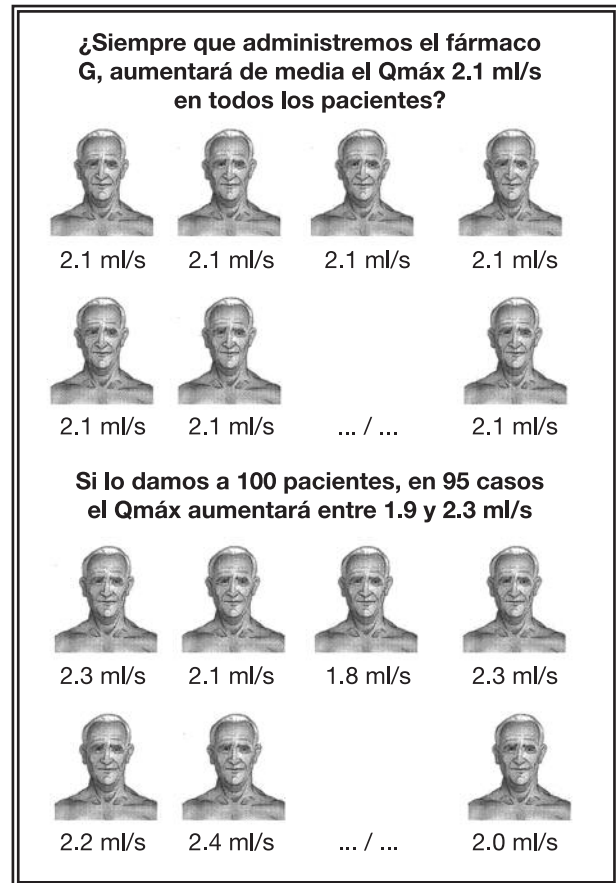 ¿Siempre que administremos el fármaco
G, aumentará de media el Qmáx 2.1 ml/s
en todos los pacientes?
2.1 ml/s 2.1 ml/s 2.1 ml/s 2.1 ml/s
2.1 ml/s 2.1 ml/s ... / ... 2.1 ml/s
Si lo damos a 100 pacientes, en 95 casos
el Qmáx aumentará entre 1.9 y 2.3 ml/s
2.3 ml/s 2.1 ml/s 1.8 ml/s 2.3 ml/s
2.2 ml/s 2.4 ml/s ... / ... 2.0 ml/s